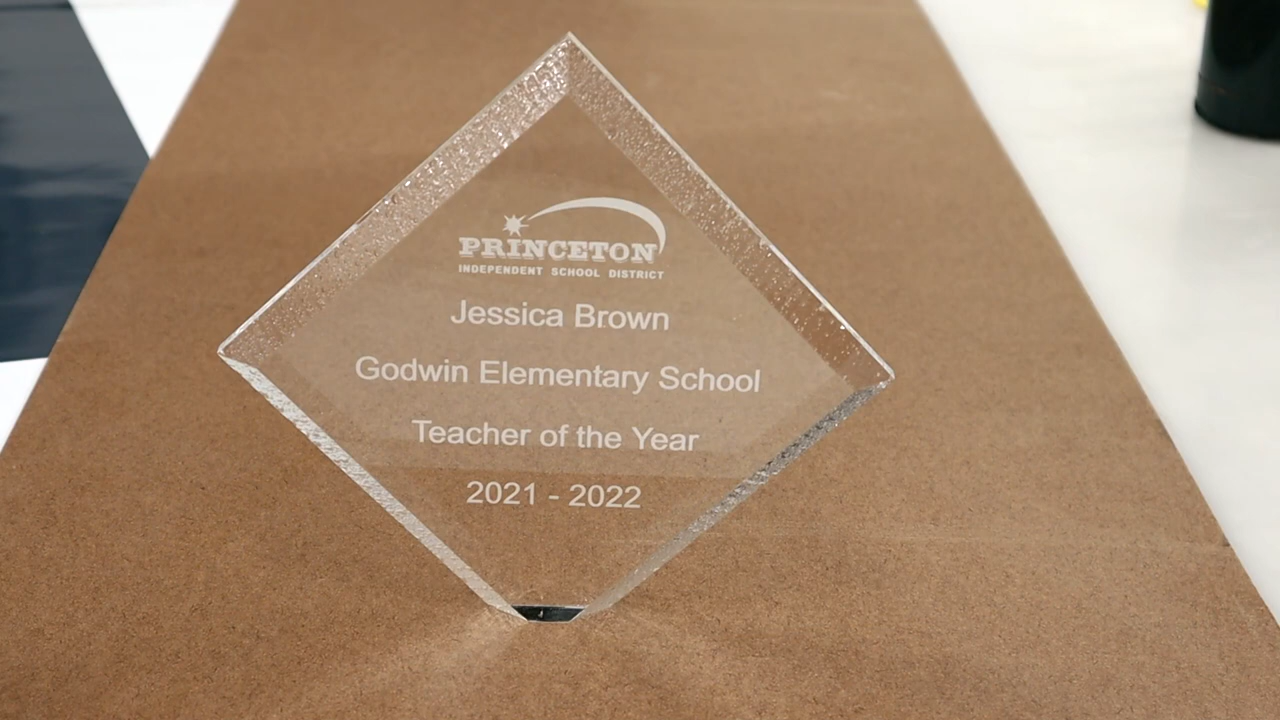 PRINCETON
INDEPENDENT SCHOOL DISTRICT
Jessica Brown
Godwin Elementary School
Teacher of the Year
2021 - 2022